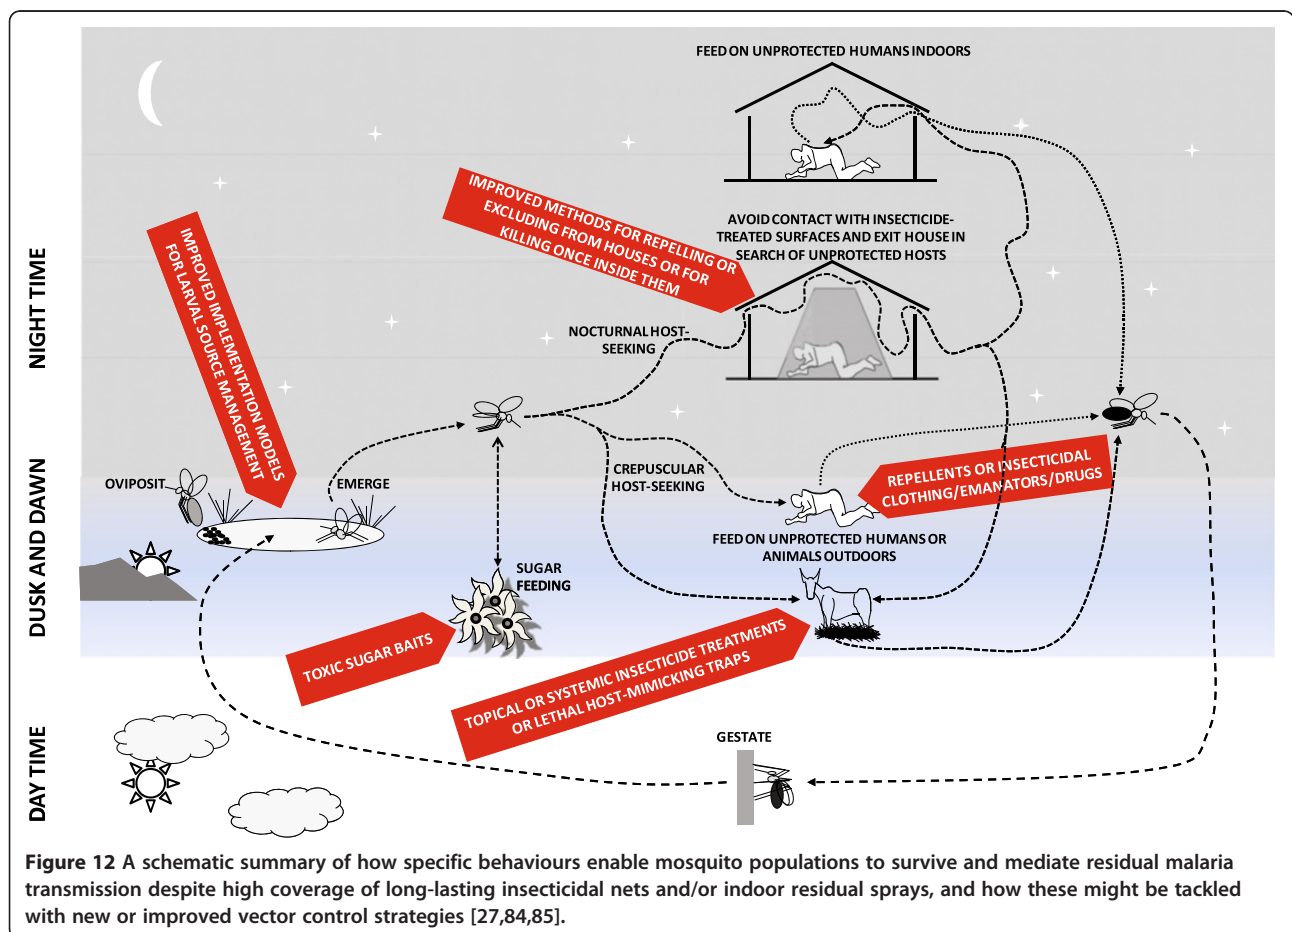 FEED ON UNPROTECTED HUMANS INDOORS
IMPROVED METHODS FOR REPELLING OR
EXCLUDING FROM HOUSES OR FOR
KILLING ONCE INSIDE THEM
AVOID CONTACT WITH INSECTICIDE-
TREATED SURFACES AND EXIT HOUSE IN
SEARCH OF UNPROTECTED HOSTS
IMPROVED IMPLEMENTATION MODELS
FOR LARVAL SOURCE MANAGEMENT
NIGHT TIME
NOCTURNAL HOST-
SEEKING
DUSK AND DAWN
OVIPOSIT
EMERGE
CREPUSCULAR
HOST-SEEKING
REPELLENTS OR INSECTICIDAL
CLOTHING/EMANATORS/DRUGS
FEED ON UNPROTECTED HUMANS OR
ANIMALS OUTDOORS
SUGAR
FEEDING
TOXIC SUGAR BAITS
TOPICAL OR SYSTEMIC INSECTICIDE TREATMENTS
OR LETHAL HOST-MIMICKING TRAPS
DAY TIME
GESTATE
Figure 12 A schematic summary of how specific behaviours enable mosquito populations to survive and mediate residual malaria
transmission despite high coverage of long-lasting insecticidal nets and/or indoor residual sprays, and how these might be tackled
with new or improved vector control strategies [27,84,85].